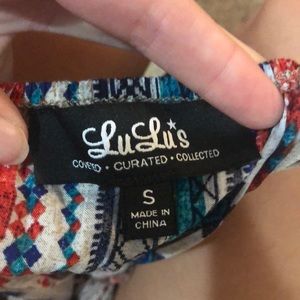 LuLu*s
COVETED • CURATED • COLLECTED
S
MADE IN
CHINA